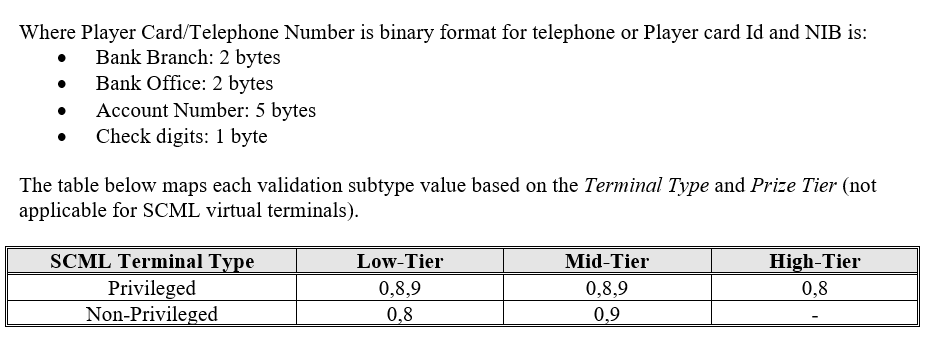 Where Player Card/Telephone Number is binary format for telephone or Player card Id and NIB is:
• Bank Branch: 2 bytes
• Bank Office: 2 bytes
• Account Number: 5 bytes
• Check digits: 1 byte
The table below maps each validation subtype value based on the Terminal Type and Prize Tier (not
applicable for SCML virtual terminals).
SCML Terminal Type Low-Tier Mid-Tier High-Tier
Privileged 0,8,9 0,8,9 0,8
Non-Privileged 0,8 0,9 -